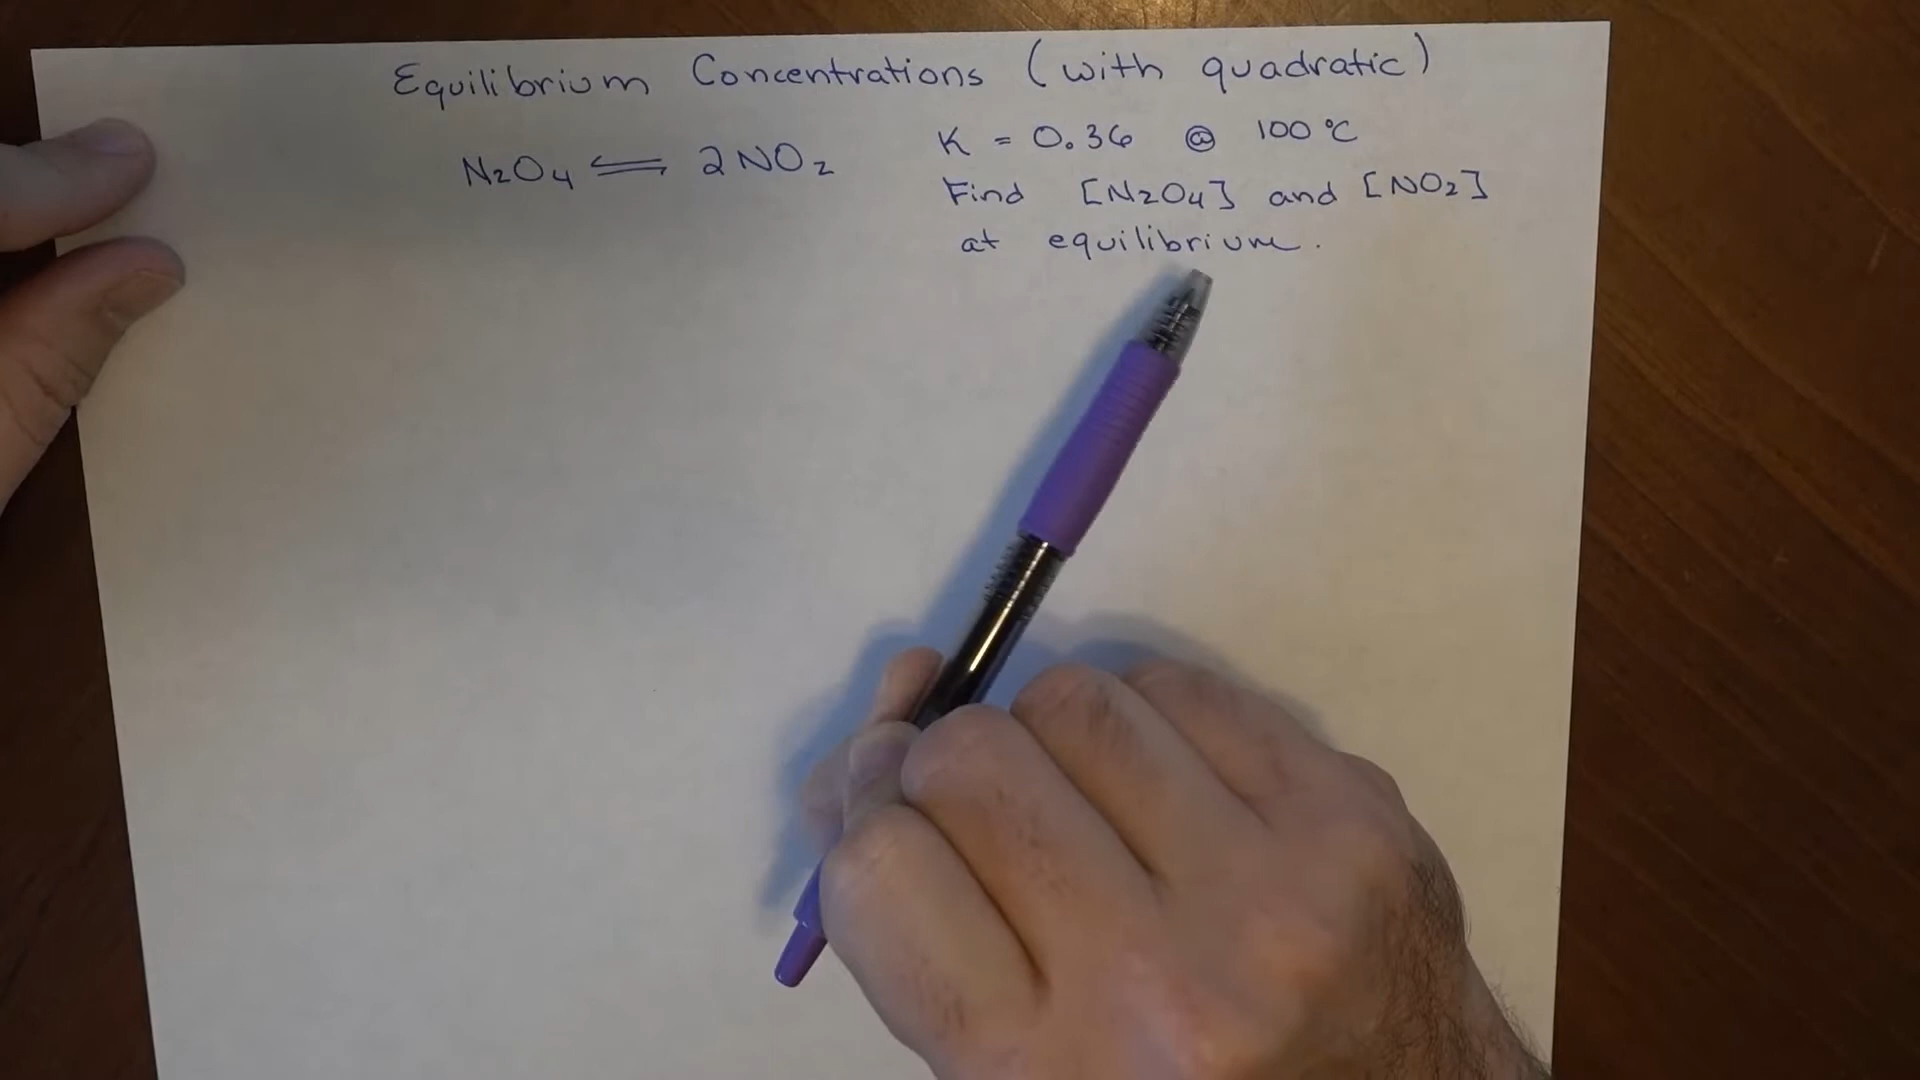 Equilibrium Concentrations (with quadratic)
N₂O₄ ⇌ 2NO₂
K = 0.36 @ 100 °C
Find [N₂O₄] and [NO₂]
at equilibrium.